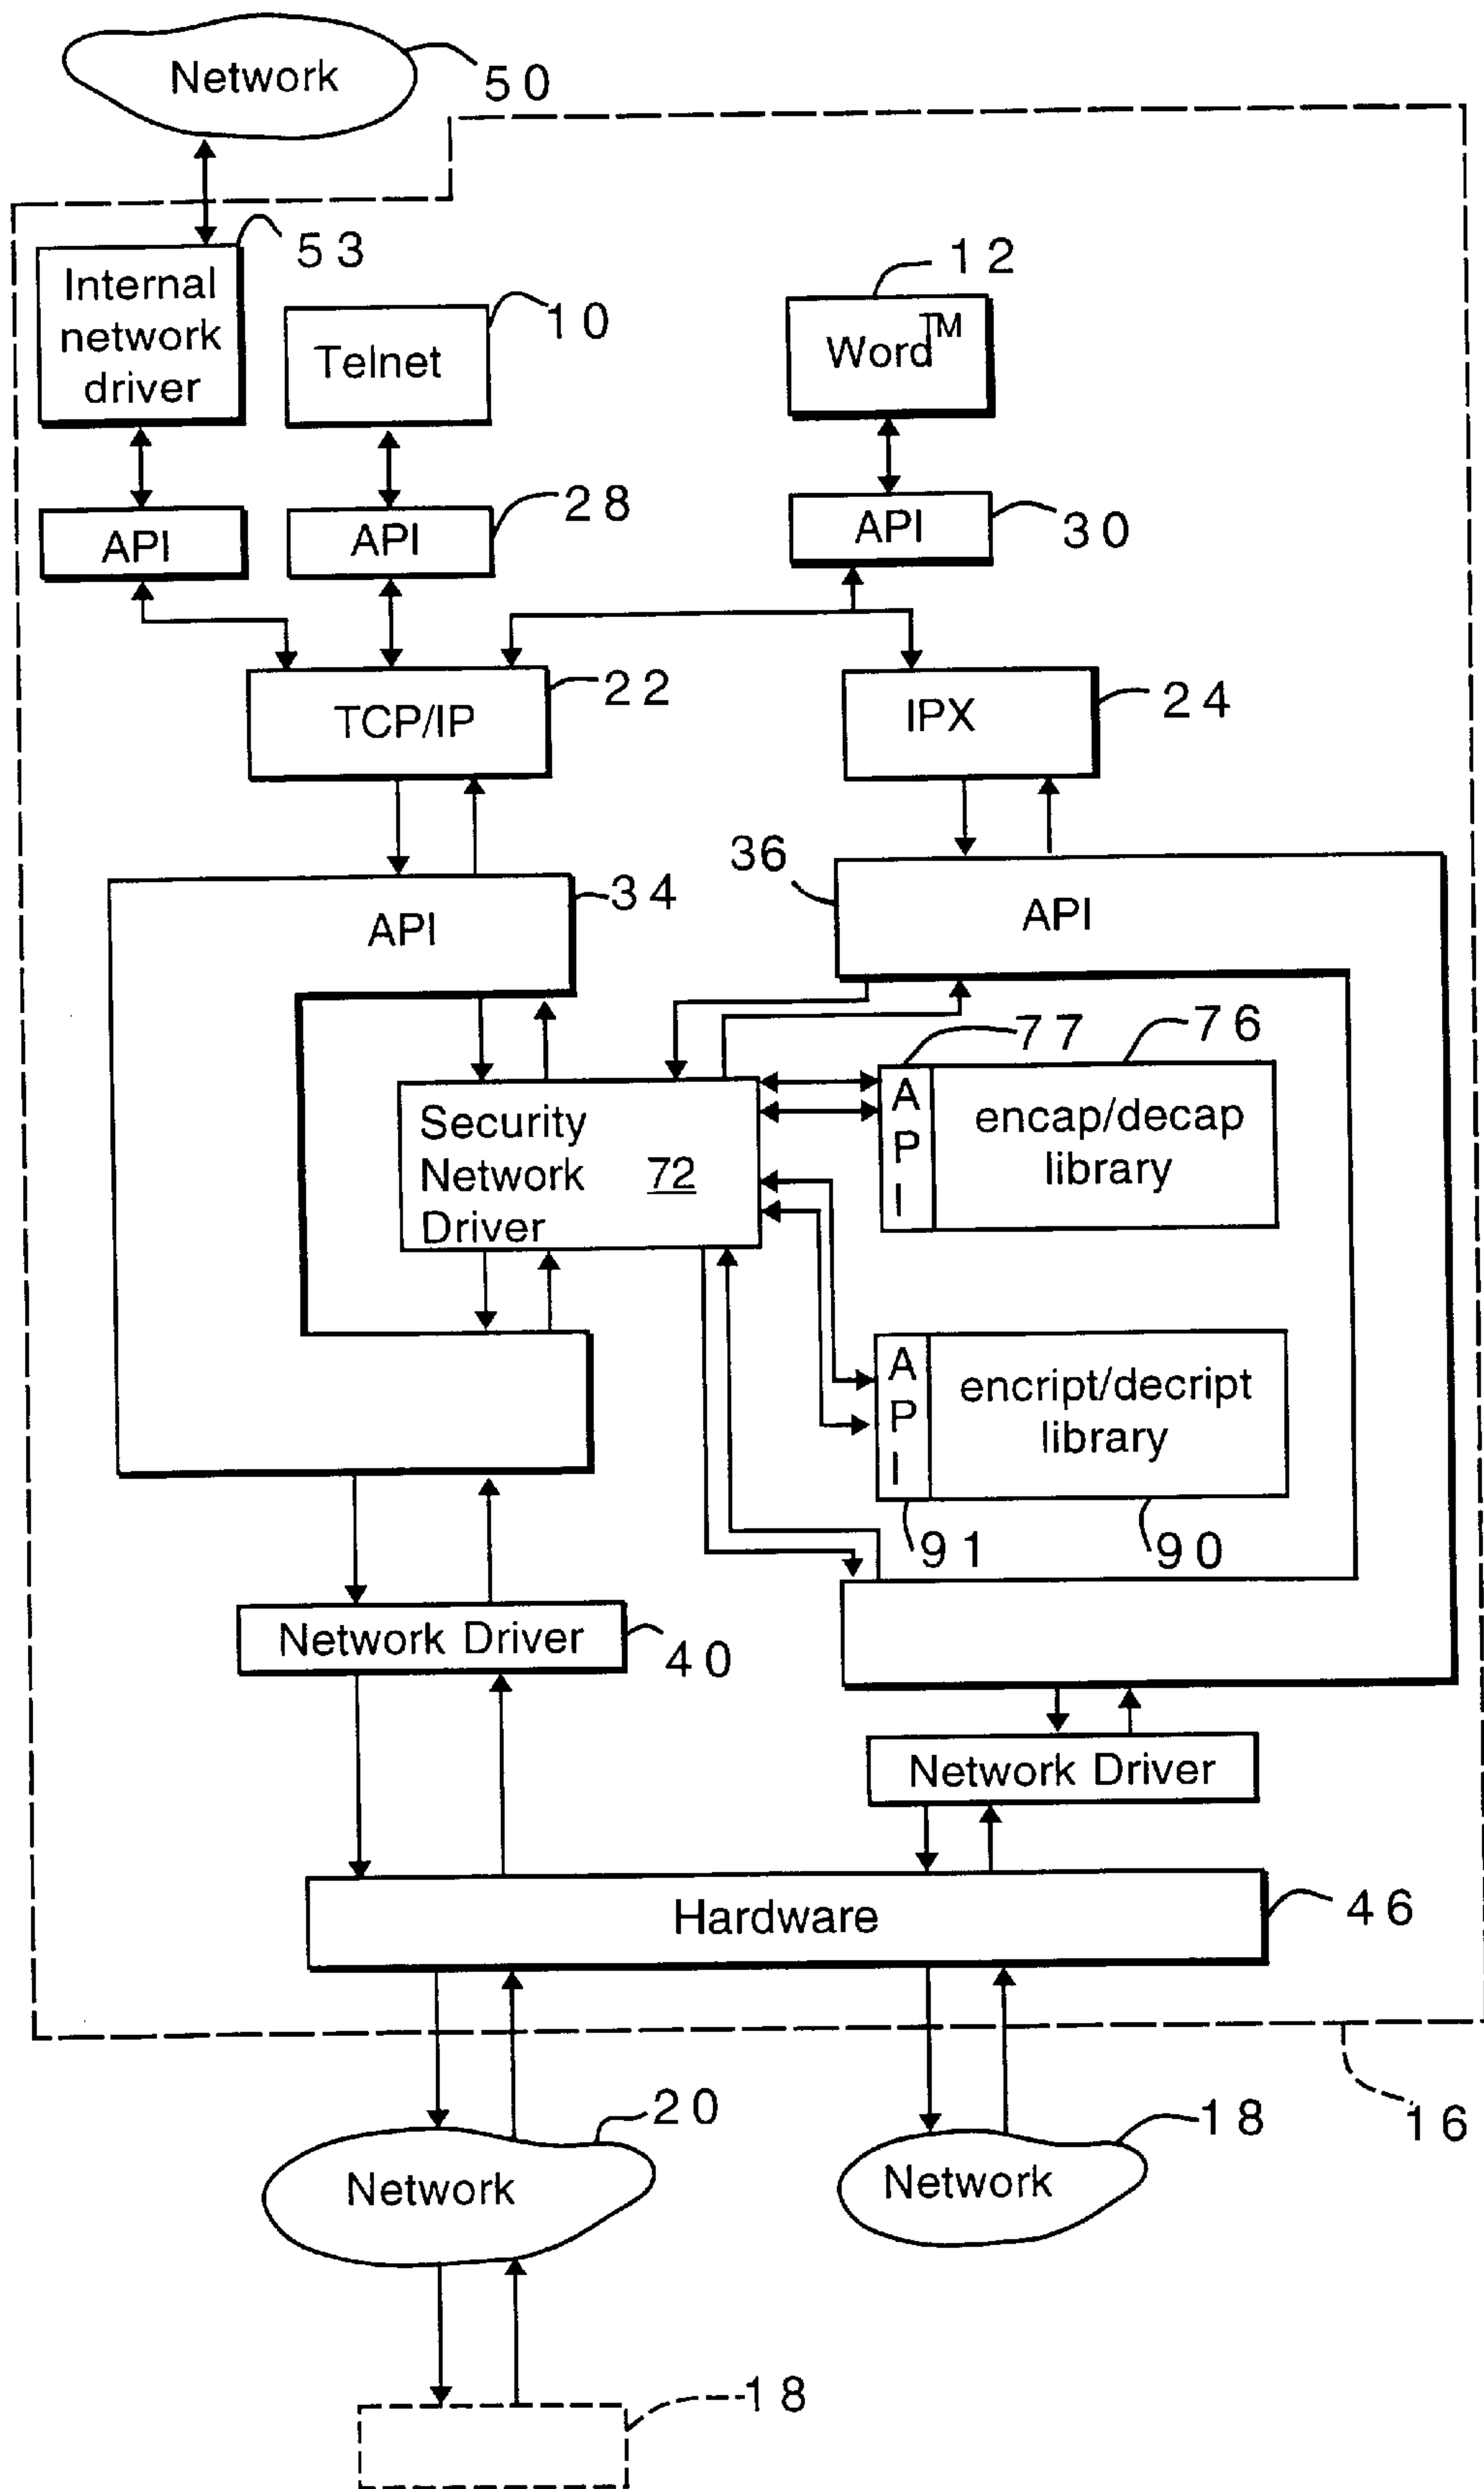 Network
50
53
Internal
network
driver
10
Telnet
12
Word™
API
API
28
API
30
TCP/IP
22
IPX
24
API
34
36
API
77
76
Security
Network
Driver
72
A
P
I
encap/decap
library
A
P
I
encript/decript
library
91
90
Network Driver
40
Network Driver
Hardware
46
16
Network
20
Network
18
18